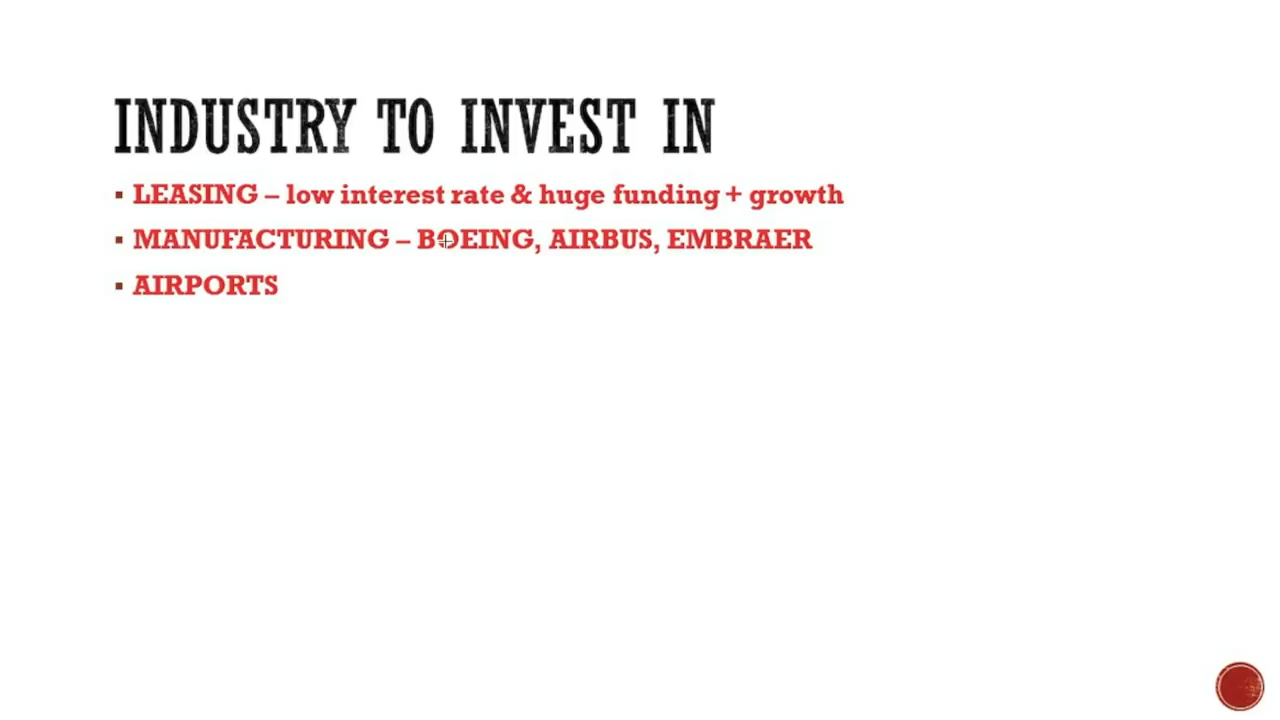 INDUSTRY TO INVEST IN
LEASING – low interest rate & huge funding + growth
MANUFACTURING – BOEING, AIRBUS, EMBRAER
AIRPORTS